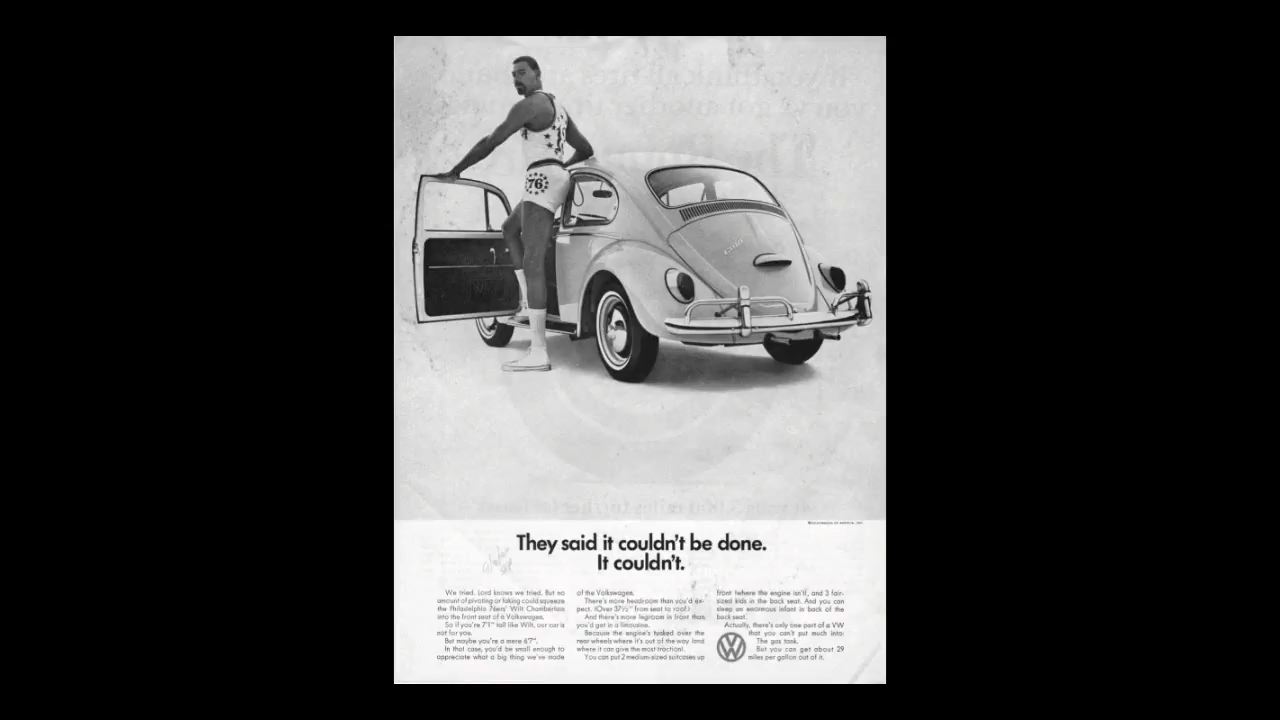 76
They said it couldn't be done.
It couldn't.
We tried. Lord knows we tried. But no
amount of pivoting or faking could squeeze
the Philadelphia 76ers' Wilt Chamberlain
into the front seat of a Volkswagen.
So if you're 7'1" tall like Wilt, our car is
not for you.
But maybe you're a mere 6'7".
In that case, you'd be small enough to
appreciate what a big thing we've made
of the Volkswagen.
There's more headroom than you'd ex-
pect. (Over 37½" from seat to roof.)
And there's more legroom in front than
you'd get in a limousine.
Because the engine's tucked over the
rear wheels where it's out of the way (and
where it can give the most traction).
You can put 2 medium-sized suitcases up
front (where the engine isn't), and 3 fair-
sized kids in the back seat. And you can
sleep an enormous infant in back of the
back seat.
Actually, there's only one part of a VW
that you can't put much into:
The gas tank.
But you can get about 29
miles per gallon out of it.
VW